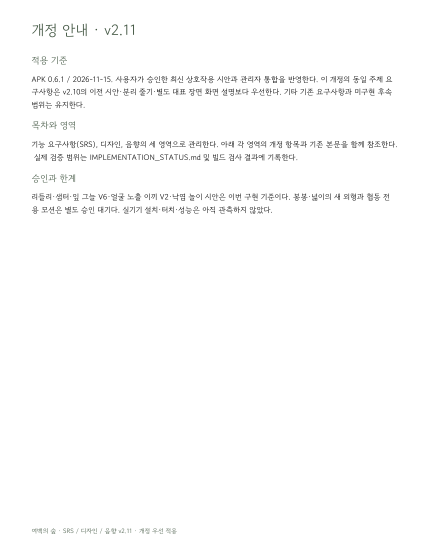 개정 안내 · v2.11
적용 기준
APK 0.6.1 / 2026-11-15. 사용자가 승인한 최신 상호작용 시안과 관리자 통합을 반영한다. 이 개정의 동일 주제 요
구사항은 v2.10의 이전 시안·분리 줄기·별도 대표 장면 화면 설명보다 우선한다. 기타 기존 요구사항과 미구현 후속
범위는 유지한다.
목차와 영역
기능 요구사항(SRS), 디자인, 음향의 세 영역으로 관리한다. 아래 각 영역의 개정 항목과 기존 본문을 함께 참조한다.
실제 검증 범위는 IMPLEMENTATION_STATUS.md 및 빌드 검사 결과에 기록한다.
승인과 한계
라들러·샘터·잎 그늘 V6·얼굴 노출 이끼 V2·낙엽 놀이 시안은 이번 구현 기준이다. 봉봉·넓이의 새 외형과 협동 전
용 모션은 별도 승인 대기다. 실기기 설치·터치·성능은 아직 관측하지 않았다.
여백의 숲 · SRS / 디자인 / 음향 v2.11 · 개정 우선 적용